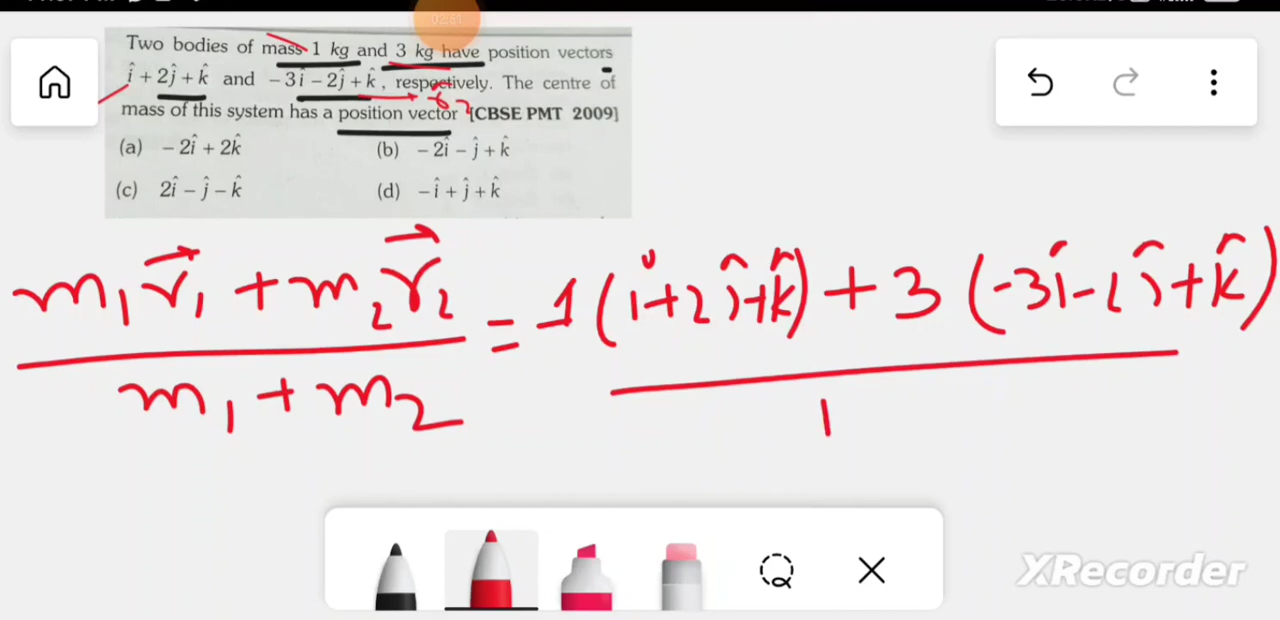 02:51
Two bodies of mass 1 kg and 3 kg have position vectors
î + 2ĵ + k̂ and − 3î − 2ĵ + k̂, respectively. The centre of
mass of this system has a position vector [CBSE PMT 2009]
(a) − 2î + 2k̂ (b) − 2î − ĵ + k̂
(c) 2î − ĵ − k̂ (d) − î + ĵ + k̂
m₁r⃗₁ + m₂r⃗₂ = 1(î+2ĵ+k̂) + 3(-3î-2ĵ+k̂)
m₁ + m₂ 1
XRecorder